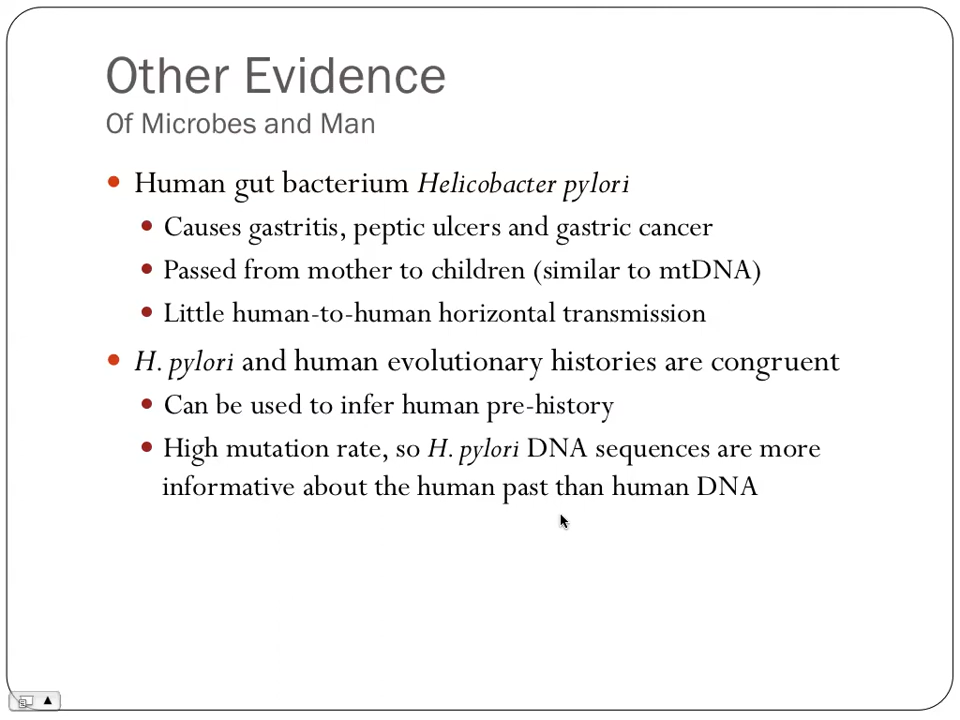 Other Evidence
Of Microbes and Man
Human gut bacterium Helicobacter pylori
Causes gastritis, peptic ulcers and gastric cancer
Passed from mother to children (similar to mtDNA)
Little human-to-human horizontal transmission
H. pylori and human evolutionary histories are congruent
Can be used to infer human pre-history
High mutation rate, so H. pylori DNA sequences are more
informative about the human past than human DNA